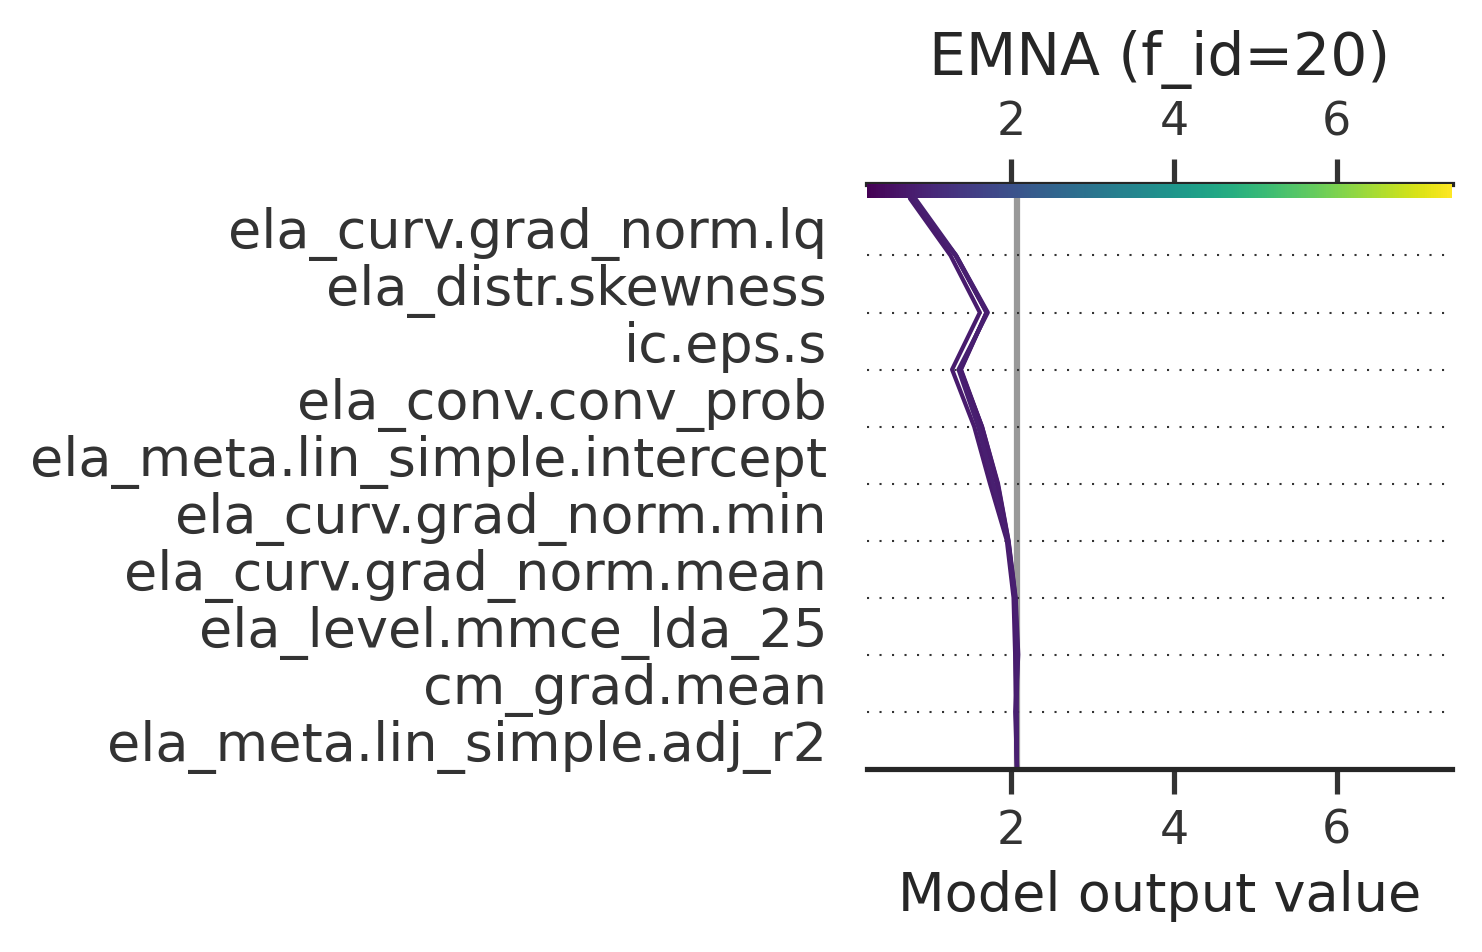 EMNA (f_id=20)
2 4 6
ela_curv.grad_norm.lq
ela_distr.skewness
ic.eps.s
ela_conv.conv_prob
ela_meta.lin_simple.intercept
ela_curv.grad_norm.min
ela_curv.grad_norm.mean
ela_level.mmce_lda_25
cm_grad.mean
ela_meta.lin_simple.adj_r2
2 4 6
Model output value